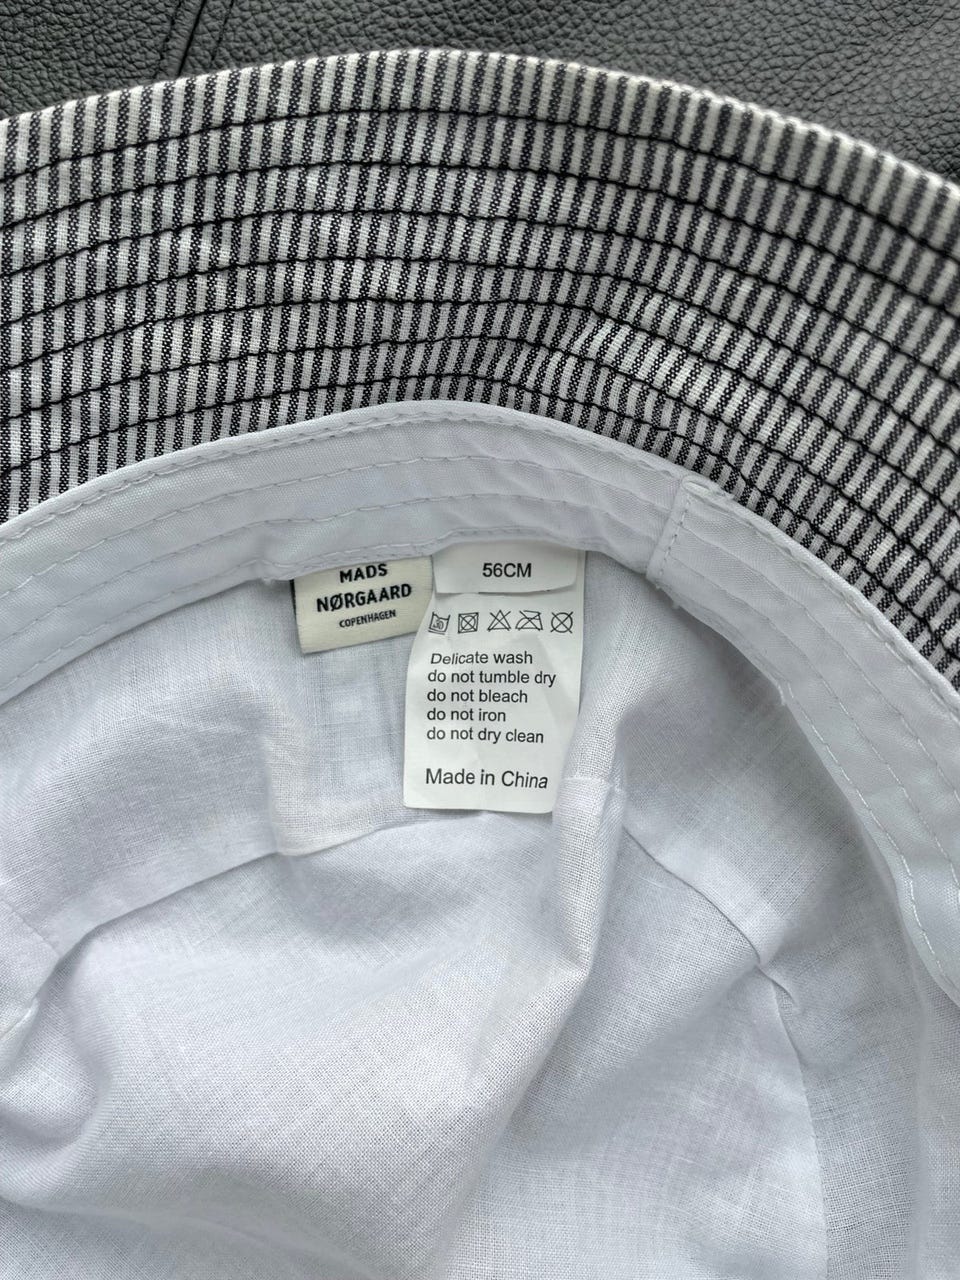 MADS
NØRGAARD
COPENHAGEN
56CM
30
Delicate wash
do not tumble dry
do not bleach
do not iron
do not dry clean
Made in China